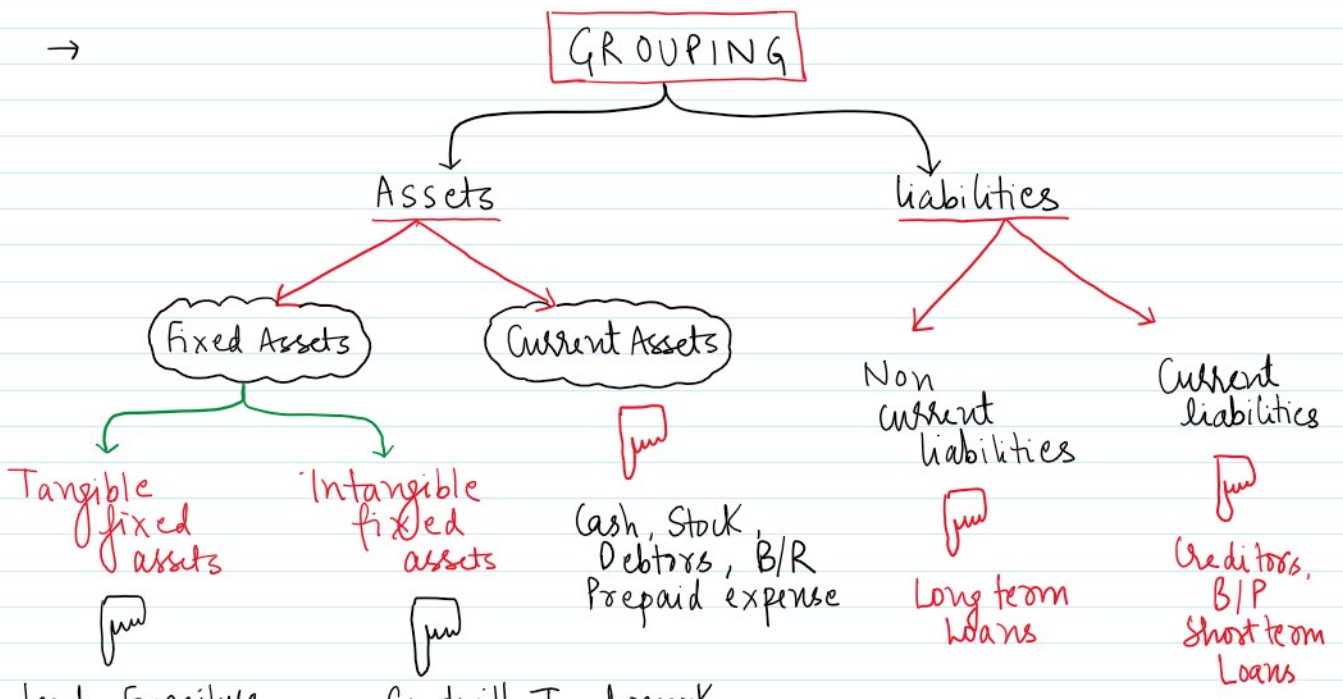 →
GROUPING
Assets
liabilities
Fixed Assets
Current Assets
Non
current
liabilities
Current
liabilities
Tangible
fixed
assets
Intangible
fixed
assets
Cash, Stock,
Debtors, B/R
Prepaid expense
Long term
Loans
Creditors,
B/P
Short term
Loans